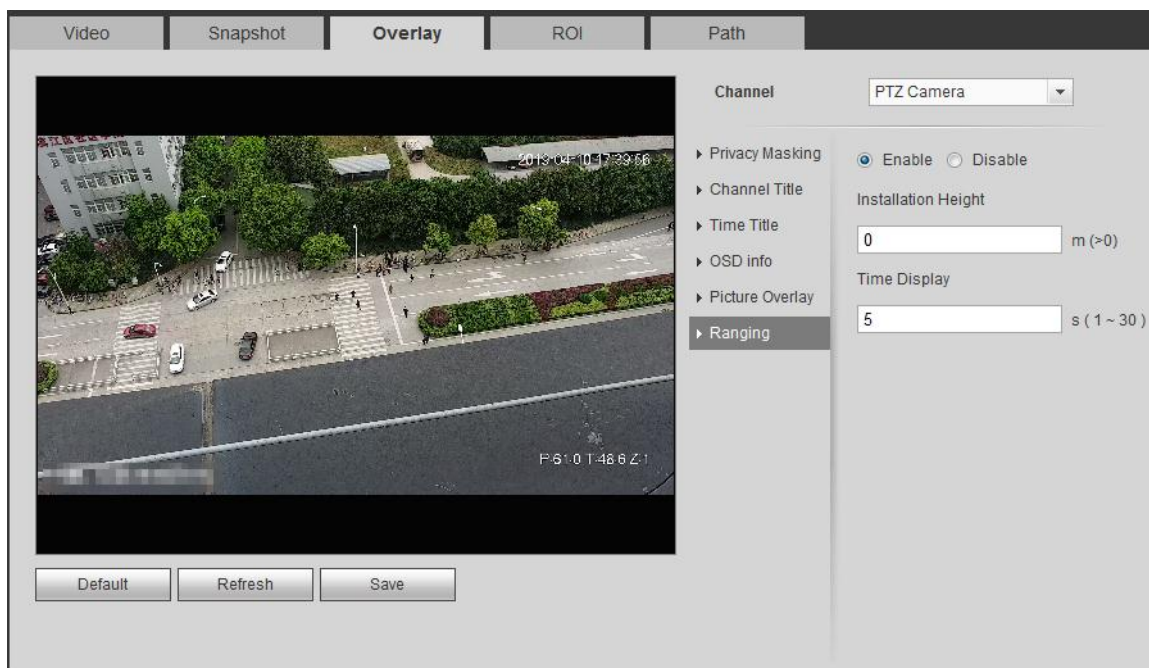 Video Snapshot Overlay ROI Path
Channel PTZ Camera
Privacy Masking
Channel Title
Time Title
OSD info
Picture Overlay
Ranging
Enable Disable
Installation Height
0 m (>0)
Time Display
5 s ( 1 ~ 30 )
2013-04-10 17:39:56
P:61.0 T:48.6 Z:1
Default Refresh Save